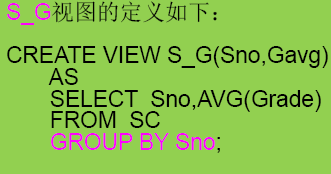 S_G视图的定义如下：
CREATE VIEW S_G(Sno,Gavg)
AS
SELECT Sno,AVG(Grade)
FROM SC
GROUP BY Sno;